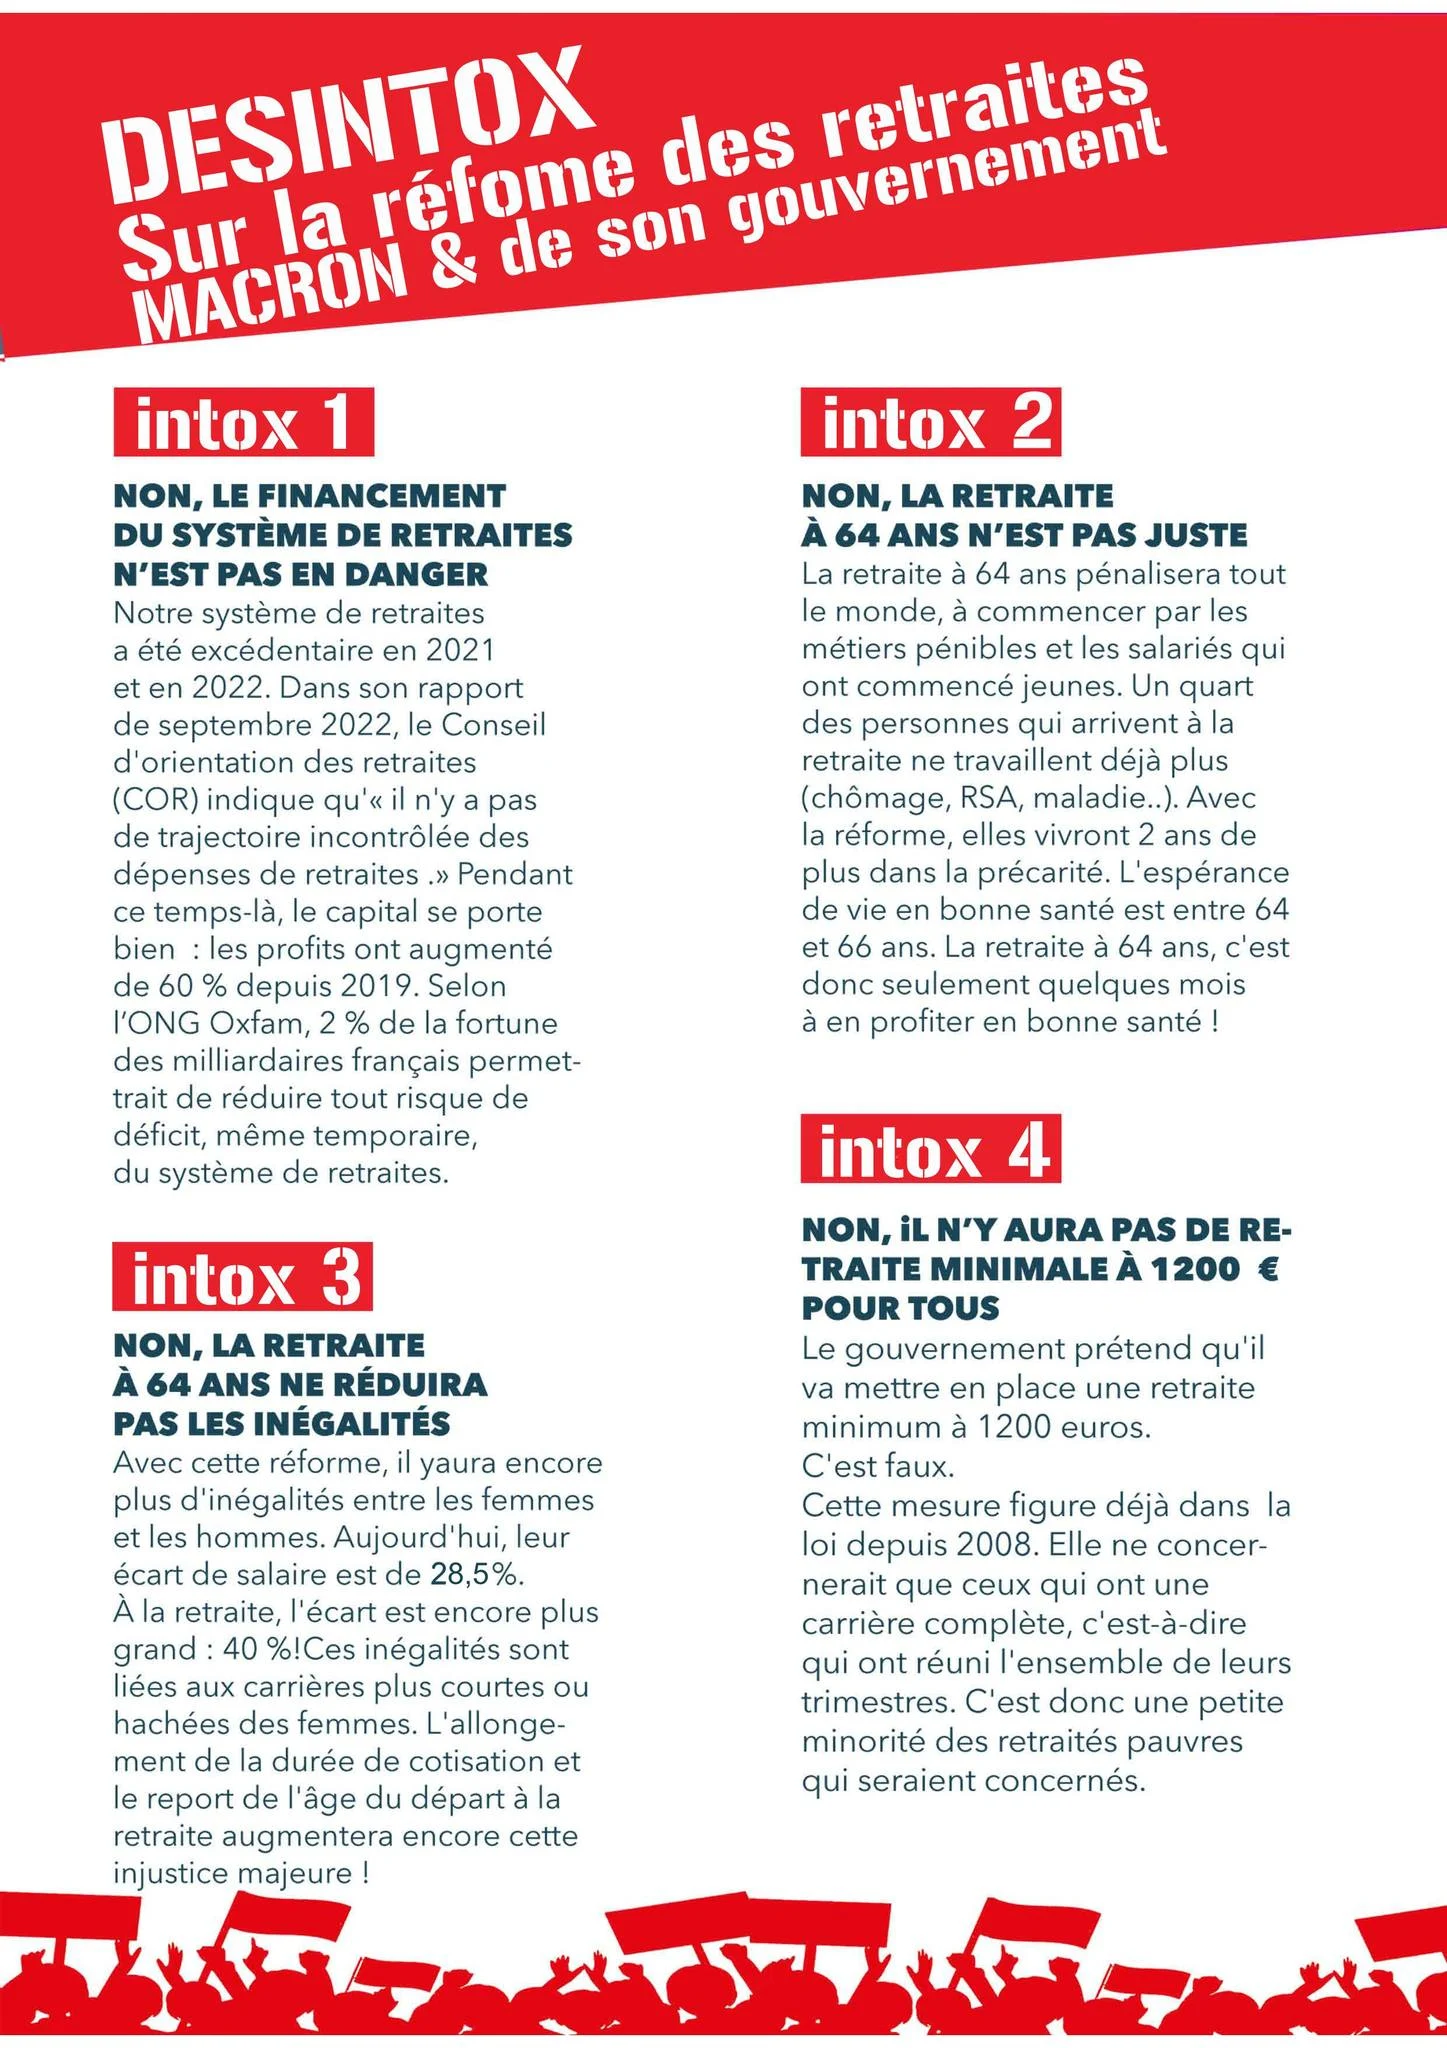 DESINTOX
Sur la réfome des retraites
MACRON & de son gouvernement
intox 1
NON, LE FINANCEMENT
DU SYSTÈME DE RETRAITES
N’EST PAS EN DANGER
Notre système de retraites
a été excédentaire en 2021
et en 2022. Dans son rapport
de septembre 2022, le Conseil
d'orientation des retraites
(COR) indique qu'« il n'y a pas
de trajectoire incontrôlée des
dépenses de retraites .» Pendant
ce temps-là, le capital se porte
bien : les profits ont augmenté
de 60 % depuis 2019. Selon
l’ONG Oxfam, 2 % de la fortune
des milliardaires français permet-
trait de réduire tout risque de
déficit, même temporaire,
du système de retraites.
intox 2
NON, LA RETRAITE
À 64 ANS N’EST PAS JUSTE
La retraite à 64 ans pénalisera tout
le monde, à commencer par les
métiers pénibles et les salariés qui
ont commencé jeunes. Un quart
des personnes qui arrivent à la
retraite ne travaillent déjà plus
(chômage, RSA, maladie..). Avec
la réforme, elles vivront 2 ans de
plus dans la précarité. L'espérance
de vie en bonne santé est entre 64
et 66 ans. La retraite à 64 ans, c'est
donc seulement quelques mois
à en profiter en bonne santé !
intox 3
NON, LA RETRAITE
À 64 ANS NE RÉDUIRA
PAS LES INÉGALITÉS
Avec cette réforme, il yaura encore
plus d'inégalités entre les femmes
et les hommes. Aujourd'hui, leur
écart de salaire est de 28,5%.
À la retraite, l'écart est encore plus
grand : 40 %!Ces inégalités sont
liées aux carrières plus courtes ou
hachées des femmes. L'allonge-
ment de la durée de cotisation et
le report de l'âge du départ à la
retraite augmentera encore cette
injustice majeure !
intox 4
NON, iL N’Y AURA PAS DE RE-
TRAITE MINIMALE À 1200 €
POUR TOUS
Le gouvernement prétend qu'il
va mettre en place une retraite
minimum à 1200 euros.
C'est faux.
Cette mesure figure déjà dans la
loi depuis 2008. Elle ne concer-
nerait que ceux qui ont une
carrière complète, c'est-à-dire
qui ont réuni l'ensemble de leurs
trimestres. C'est donc une petite
minorité des retraités pauvres
qui seraient concernés.